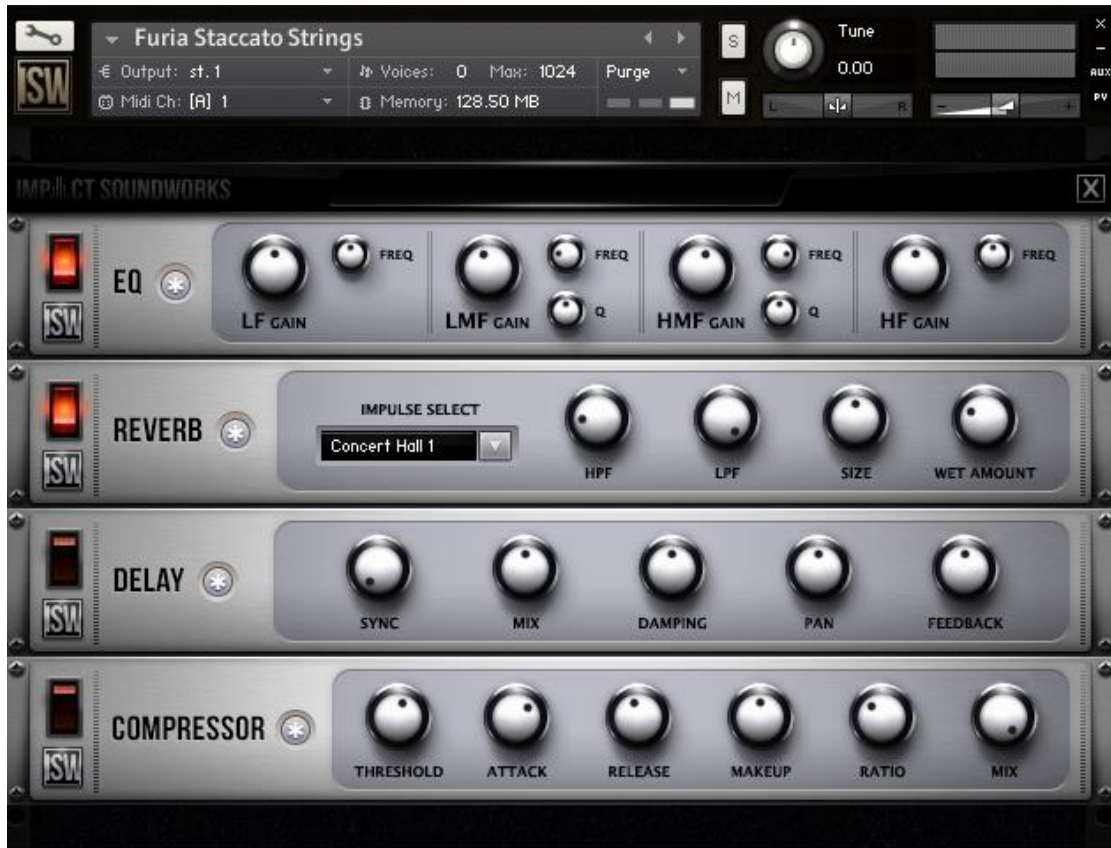 Furia Staccato Strings
S
Tune
0.00
X
–
AUX
PV
ISW
Output: st. 1
Voices: 0 Max: 1024
Purge
Midi Ch: [A] 1
Memory: 128.50 MB
M
L
R
-
+
IMPACT SOUNDWORKS
X
EQ
ISW
LF GAIN
FREQ
LMF GAIN
FREQ
Q
HMF GAIN
FREQ
Q
HF GAIN
FREQ
REVERB
ISW
IMPULSE SELECT
Concert Hall 1
HPF
LPF
SIZE
WET AMOUNT
DELAY
ISW
SYNC
MIX
DAMPING
PAN
FEEDBACK
COMPRESSOR
ISW
THRESHOLD
ATTACK
RELEASE
MAKEUP
RATIO
MIX